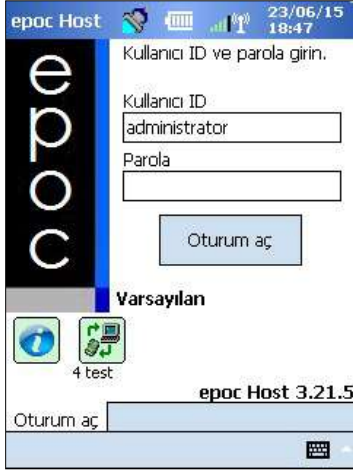 epoc Host
23/06/15
18:47
epoc
Kullanıcı ID ve parola girin.
Kullanıcı ID
administrator
Parola
Oturum aç
Varsayılan
4 test
epoc Host 3.21.5
Oturum aç